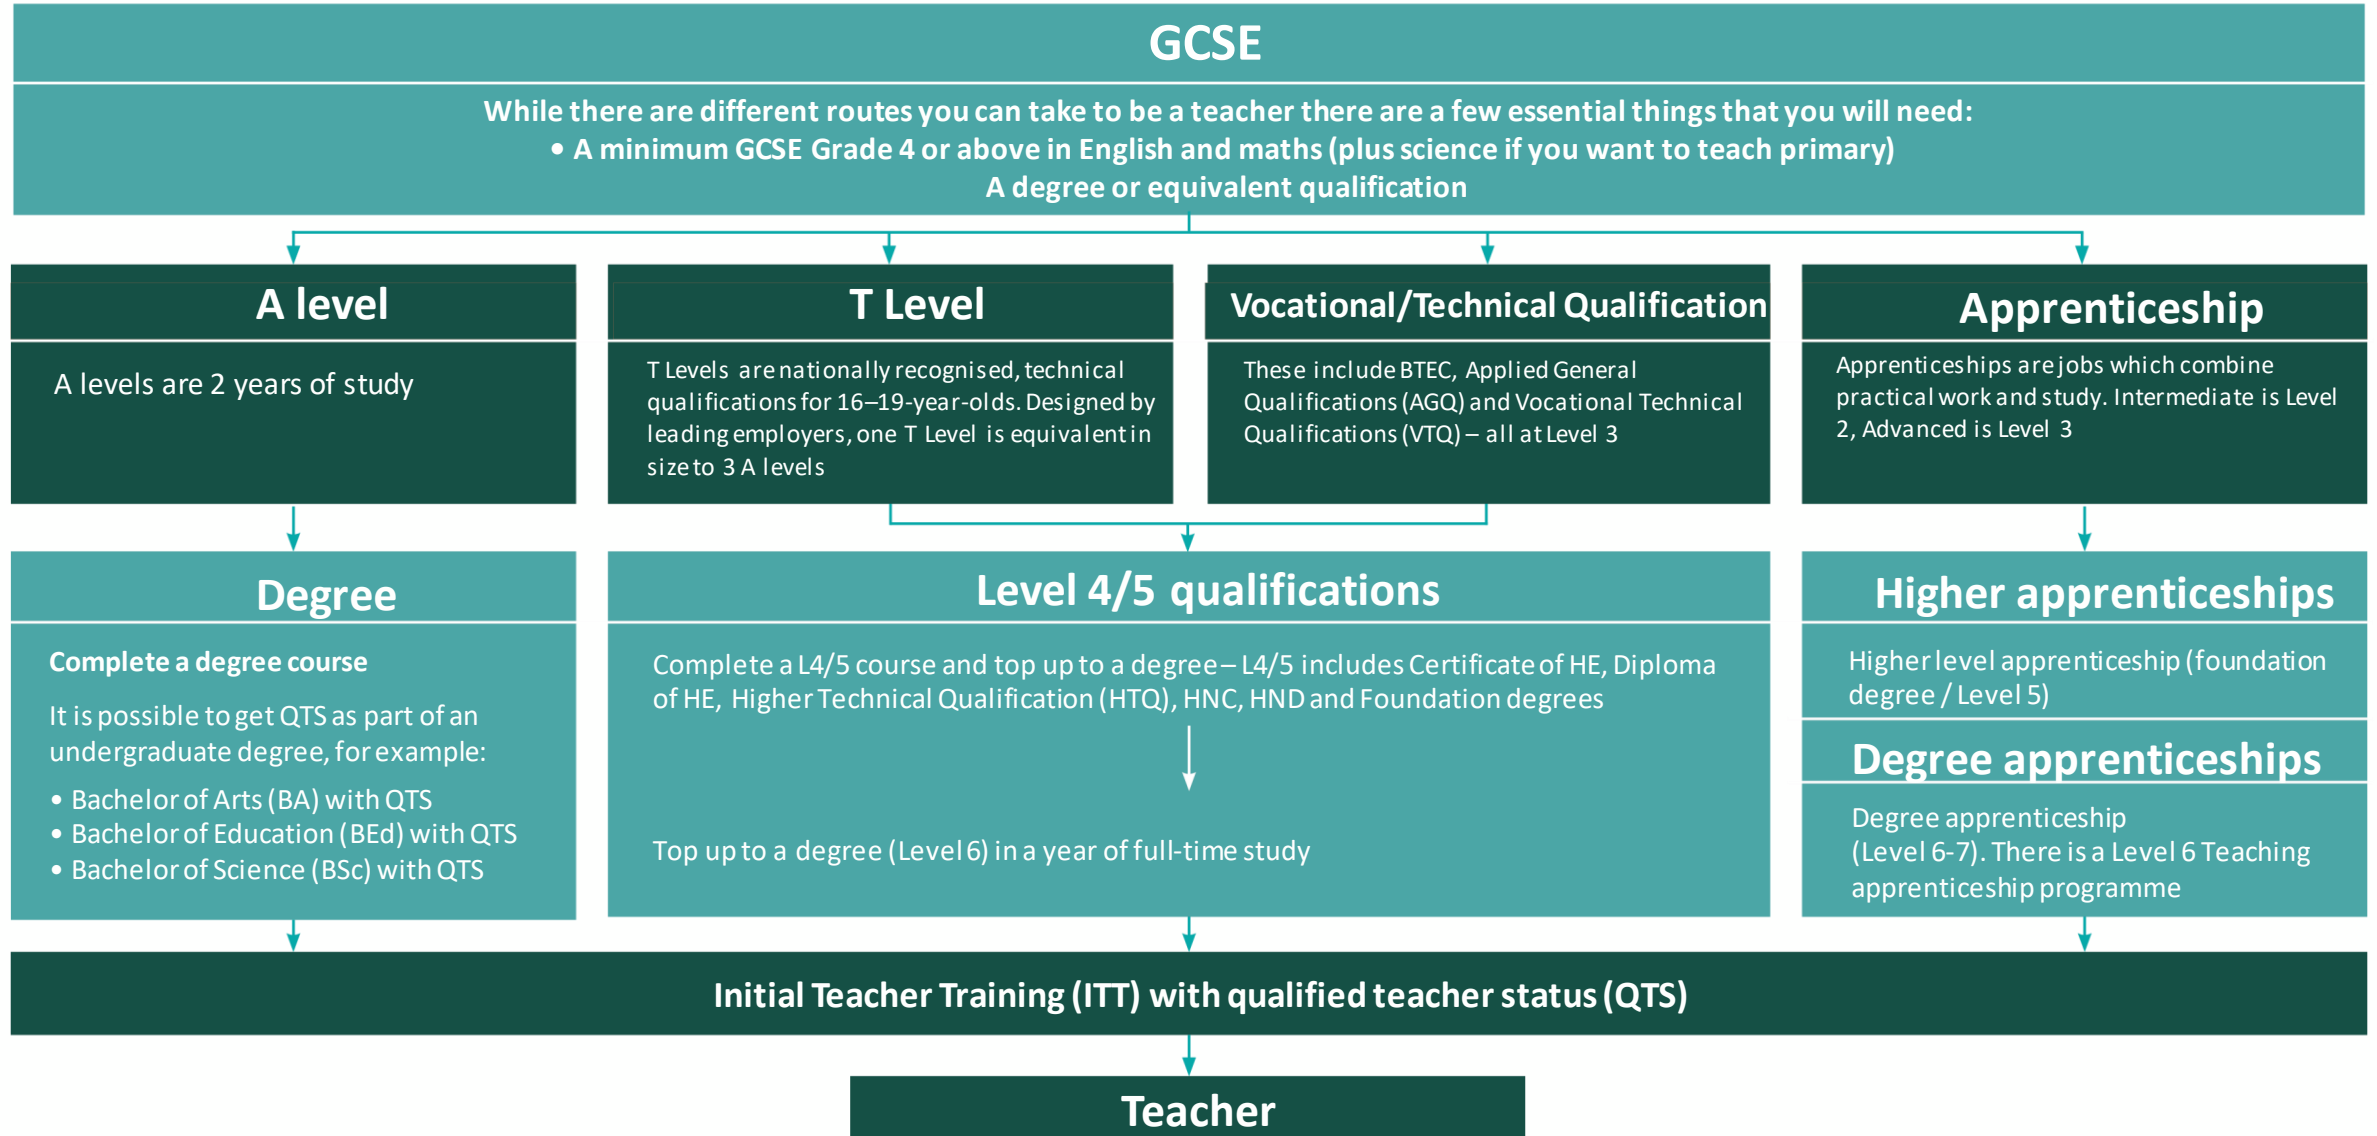 GCSE
While there are different routes you can take to be a teacher there are a few essential things that you will need:
• A minimum GCSE Grade 4 or above in English and maths (plus science if you want to teach primary)
A degree or equivalent qualification
A level
A levels are 2 years of study
T Level
T Levels are nationally recognised, technical
qualifications for 16–19-year-olds. Designed by
leading employers, one T Level is equivalent in
size to 3 A levels
Vocational/Technical Qualification
These include BTEC, Applied General
Qualifications (AGQ) and Vocational Technical
Qualifications (VTQ) – all at Level 3
Apprenticeship
Apprenticeships are jobs which combine
practical work and study. Intermediate is Level
2, Advanced is Level 3
Degree
Complete a degree course
It is possible to get QTS as part of an
undergraduate degree, for example:
• Bachelor of Arts (BA) with QTS
• Bachelor of Education (BEd) with QTS
• Bachelor of Science (BSc) with QTS
Level 4/5 qualifications
Complete a L4/5 course and top up to a degree – L4/5 includes Certificate of HE, Diploma
of HE, Higher Technical Qualification (HTQ), HNC, HND and Foundation degrees
Top up to a degree (Level 6) in a year of full-time study
Higher apprenticeships
Higher level apprenticeship (foundation
degree / Level 5)
Degree apprenticeships
Degree apprenticeship
(Level 6-7). There is a Level 6 Teaching
apprenticeship programme
Initial Teacher Training (ITT) with qualified teacher status (QTS)
Teacher